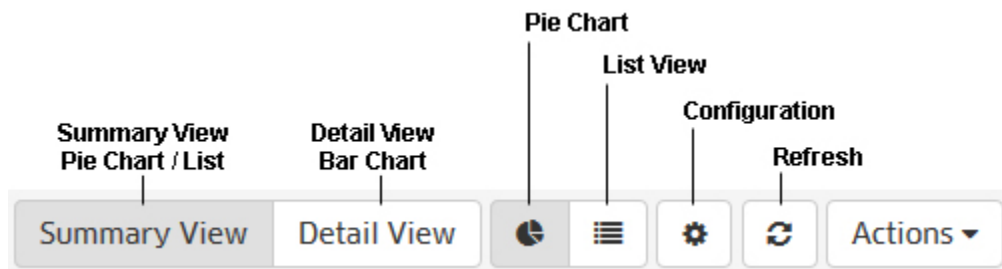 Pie Chart
List View
Configuration
Refresh
Summary View
Pie Chart / List
Detail View
Bar Chart
Summary View
Detail View
Actions